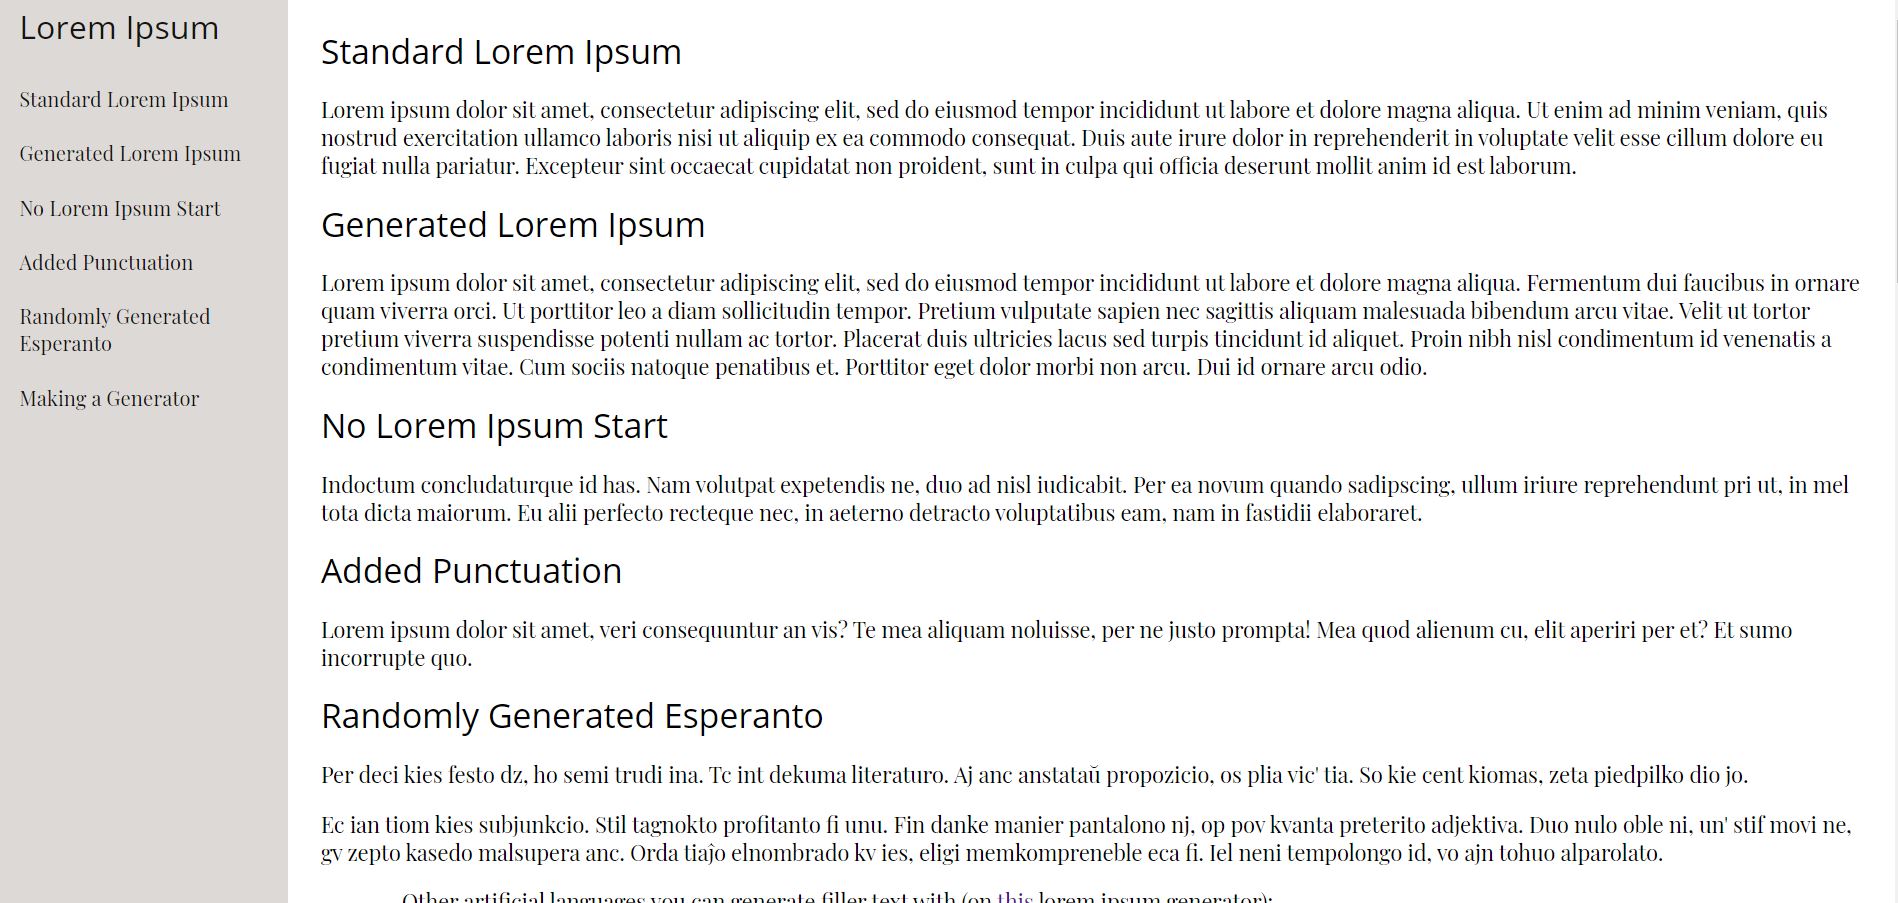 Lorem Ipsum
Standard Lorem Ipsum
Generated Lorem Ipsum
No Lorem Ipsum Start
Added Punctuation
Randomly Generated
Esperanto
Making a Generator
Standard Lorem Ipsum
Lorem ipsum dolor sit amet, consectetur adipiscing elit, sed do eiusmod tempor incididunt ut labore et dolore magna aliqua. Ut enim ad minim veniam, quis
nostrud exercitation ullamco laboris nisi ut aliquip ex ea commodo consequat. Duis aute irure dolor in reprehenderit in voluptate velit esse cillum dolore eu
fugiat nulla pariatur. Excepteur sint occaecat cupidatat non proident, sunt in culpa qui officia deserunt mollit anim id est laborum.
Generated Lorem Ipsum
Lorem ipsum dolor sit amet, consectetur adipiscing elit, sed do eiusmod tempor incididunt ut labore et dolore magna aliqua. Fermentum dui faucibus in ornare
quam viverra orci. Ut porttitor leo a diam sollicitudin tempor. Pretium vulputate sapien nec sagittis aliquam malesuada bibendum arcu vitae. Velit ut tortor
pretium viverra suspendisse potenti nullam ac tortor. Placerat duis ultricies lacus sed turpis tincidunt id aliquet. Proin nibh nisl condimentum id venenatis a
condimentum vitae. Cum sociis natoque penatibus et. Porttitor eget dolor morbi non arcu. Dui id ornare arcu odio.
No Lorem Ipsum Start
Indoctum concludaturque id has. Nam volutpat expetendis ne, duo ad nisl iudicabit. Per ea novum quando sadipscing, ullum iriure reprehendunt pri ut, in mel
tota dicta maiorum. Eu alii perfecto recteque nec, in aeterno detracto voluptatibus eam, nam in fastidii elaboraret.
Added Punctuation
Lorem ipsum dolor sit amet, veri consequuntur an vis? Te mea aliquam noluisse, per ne justo prompta! Mea quod alienum cu, elit aperiri per et? Et sumo
incorrupte quo.
Randomly Generated Esperanto
Per deci kies festo dz, ho semi trudi ina. Tc int dekuma literaturo. Aj anc anstataŭ propozicio, os plia vic' tia. So kie cent kiomas, zeta piedpilko dio jo.
Ec ian tiom kies subjunkcio. Stil tagnokto profitanto fi unu. Fin danke manier pantalono nj, op pov kvanta preterito adjektiva. Duo nulo oble ni, un' stif movi ne,
gv zepto kasedo malsupera anc. Orda tiaĵo elnombrado kv ies, eligi memkompreneble eca fi. Iel neni tempolongo id, vo ajn tohuo alparolato.
Other artificial languages you can generate filler text with (on this lorem ipsum generator):